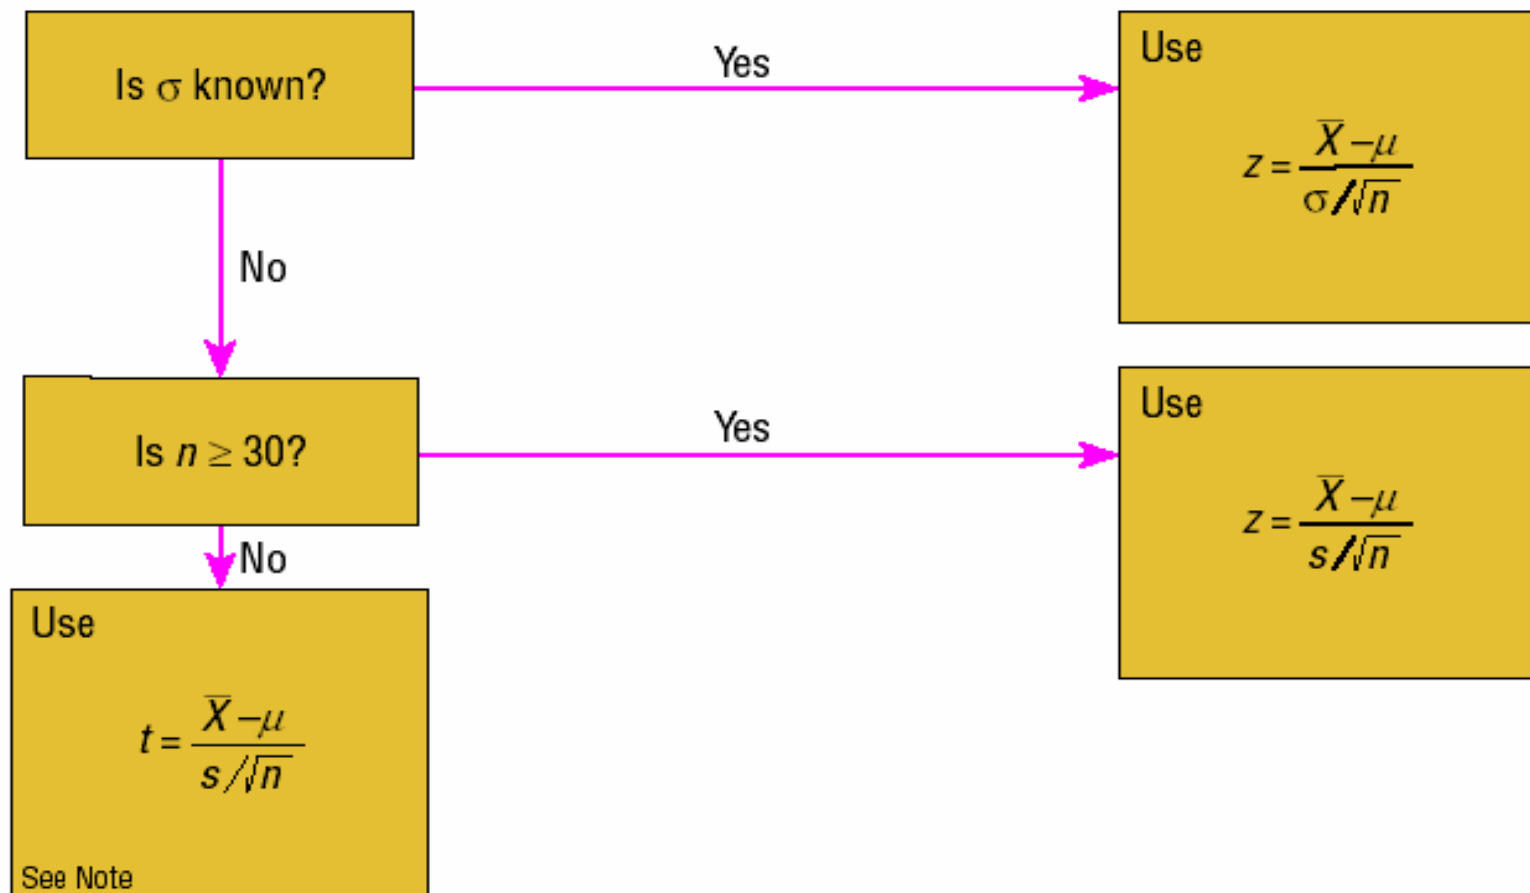 Is σ known?
Yes
Use
z = X̅ – μ / σ/√n
No
Is n ≥ 30?
Yes
Use
z = X̅ – μ / s/√n
No
Use
t = X̅ – μ / s/√n
See Note